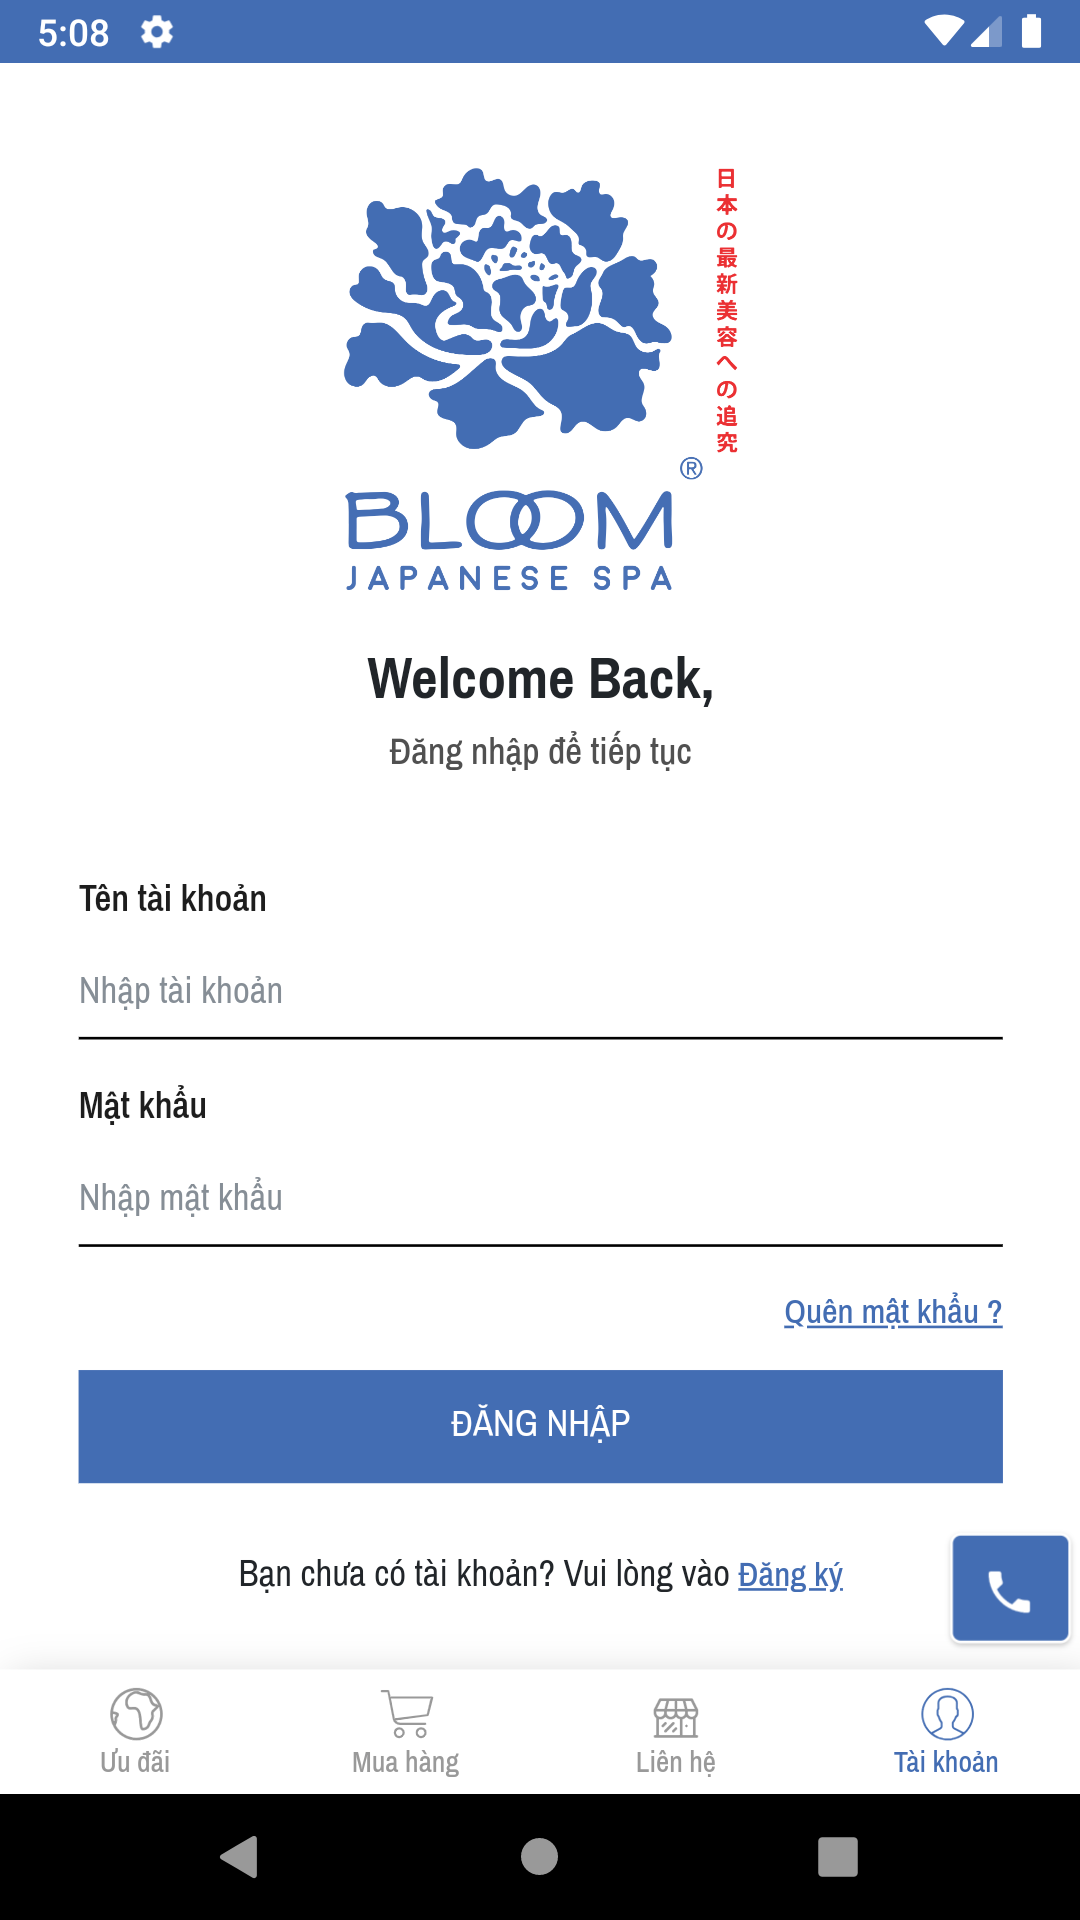 5:08
日本の最新美容への追究
®
BLOOM
JAPANESE SPA
Welcome Back,
Đăng nhập để tiếp tục
Tên tài khoản
Nhập tài khoản
Mật khẩu
Nhập mật khẩu
Quên mật khẩu ?
ĐĂNG NHẬP
Bạn chưa có tài khoản? Vui lòng vào Đăng ký
Ưu đãi
Mua hàng
Liên hệ
Tài khoản